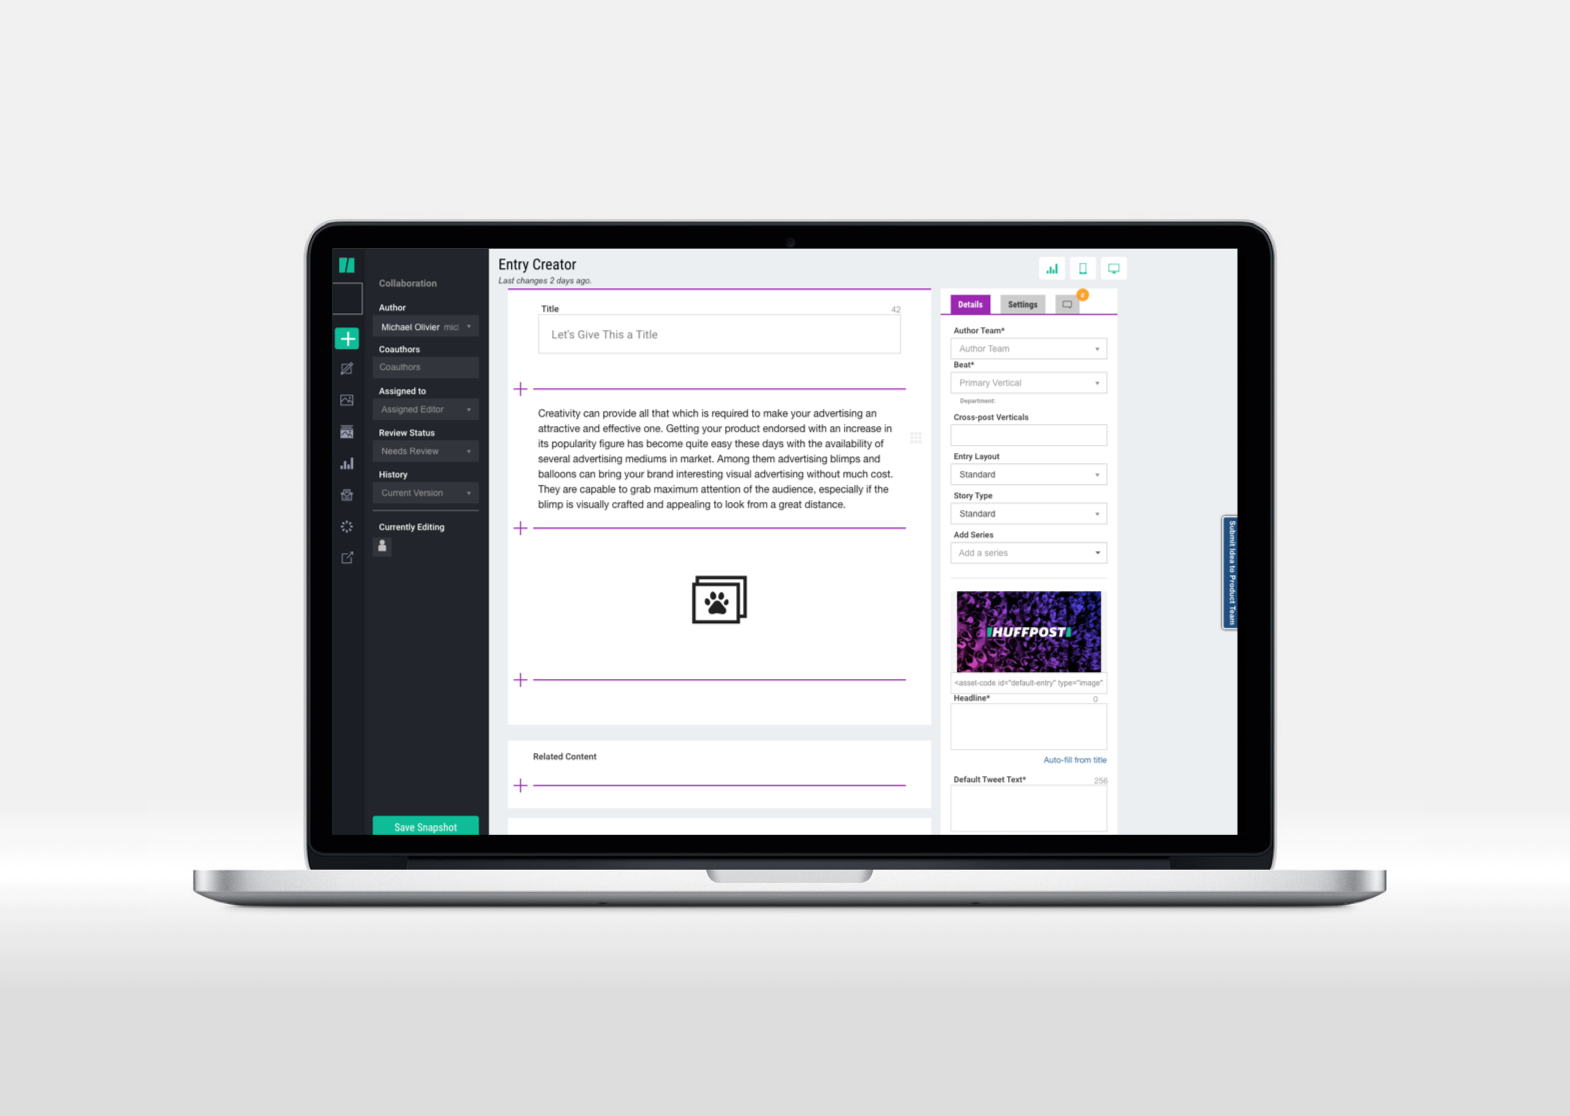 Collaboration
Author
Michael Olivier
Coauthors
Coauthors
Assigned to
Assigned Editor
Review Status
Needs Review
History
Current Version
Currently Editing
Save Snapshot
Entry Creator
Last changes 2 days ago.
Title
42
Let's Give This a Title
Creativity can provide all that which is required to make your advertising an
attractive and effective one. Getting your product endorsed with an increase in
its popularity figure has become quite easy these days with the availability of
several advertising mediums in market. Among them advertising blimps and
balloons can bring your brand interesting visual advertising without much cost.
They are capable to grab maximum attention of the audience, especially if the
blimp is visually crafted and appealing to look from a great distance.
Related Content
Details
Settings
Author Team*
Author Team
Beat*
Primary Vertical
Department:
Cross-post Verticals
Entry Layout
Standard
Story Type
Standard
Add Series
Add a series
HUFFPOST
<asset-code id="default-entry" type="image"
Headline*
0
Auto-fill from title
Default Tweet Text*
256
Submit Idea to Product Team